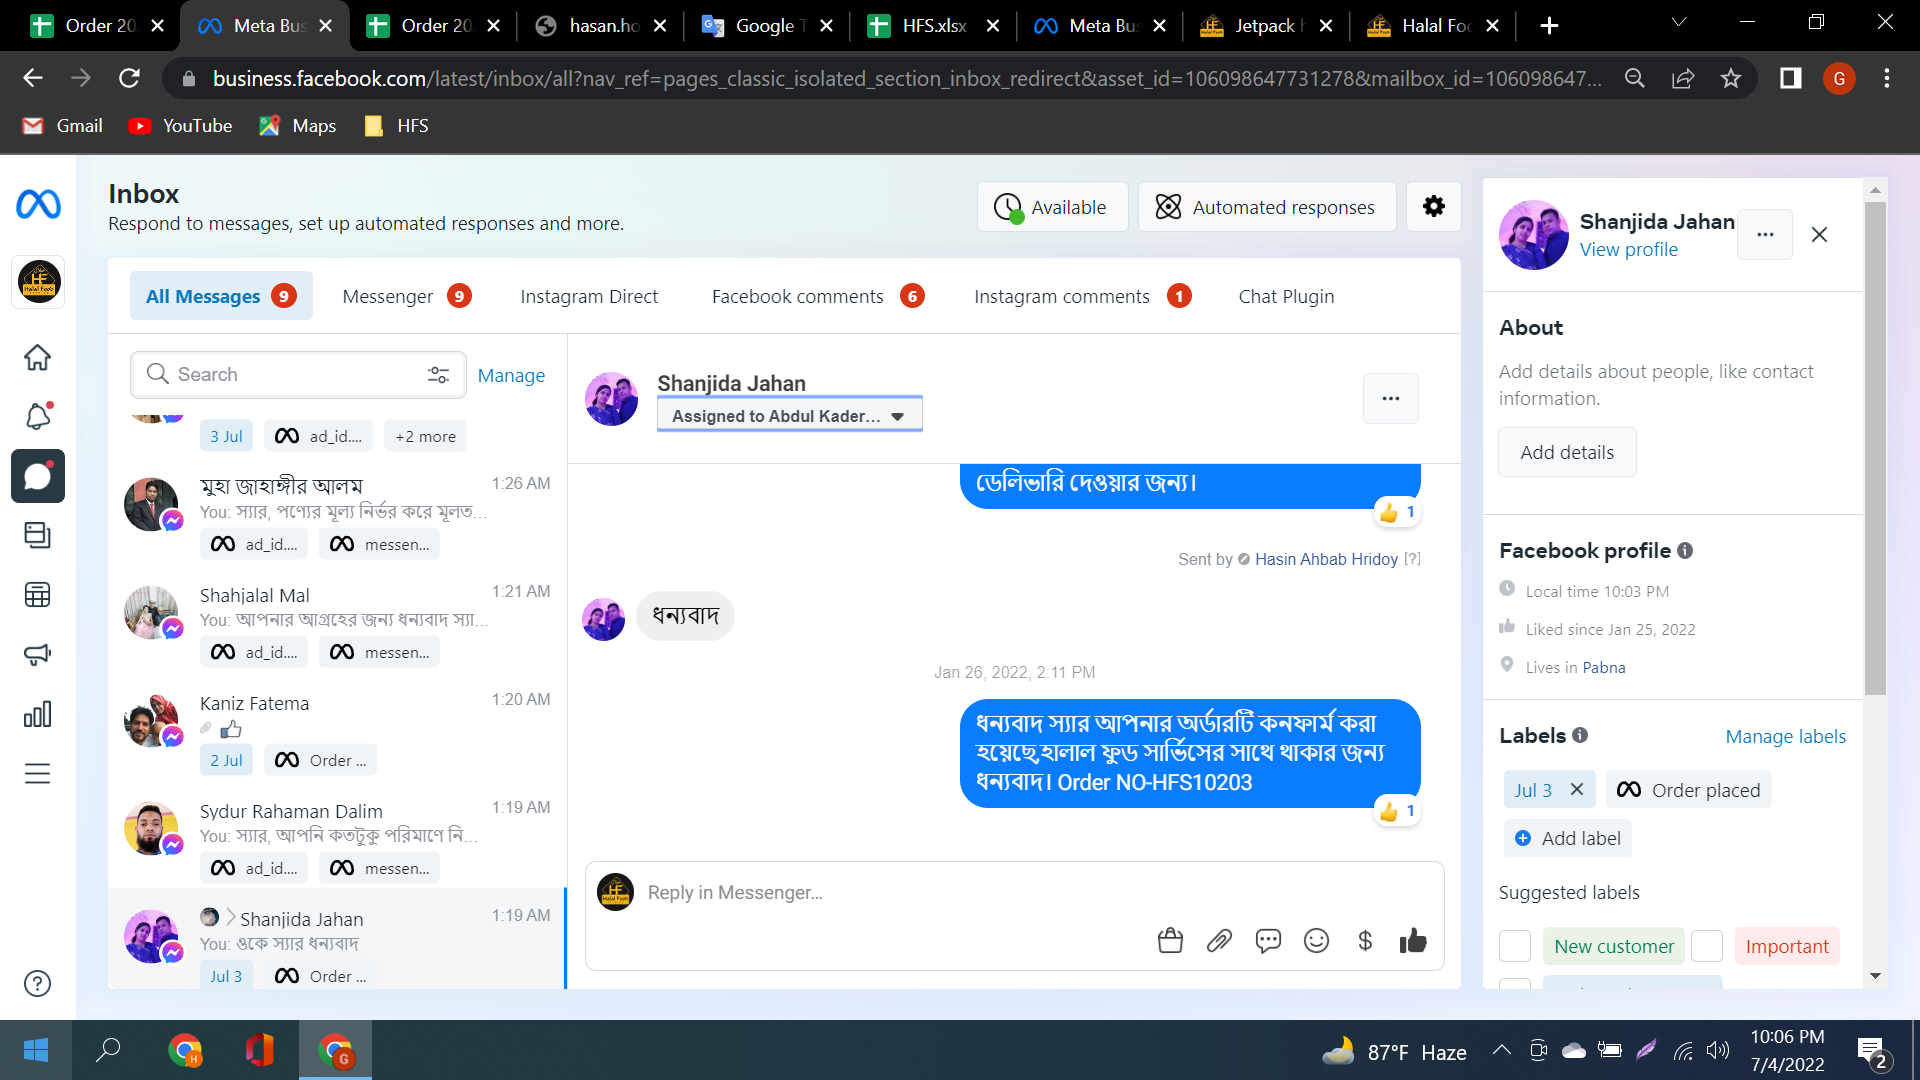 Order 20
Meta Bus
Order 20
hasan.ho
Google T
HFS.xlsx
Meta Bus
Jetpack h
Halal Foo
business.facebook.com/latest/inbox/all?nav_ref=pages_classic_isolated_section_inbox_redirect&asset_id=106098647731278&mailbox_id=106098647...
G
Gmail
YouTube
Maps
HFS
Inbox
Respond to messages, set up automated responses and more.
Available
Automated responses
All Messages 9
Messenger 9
Instagram Direct
Facebook comments 6
Instagram comments 1
Chat Plugin
Search
Manage
3 Jul
ad_id....
+2 more
মুহা জাহাঙ্গীর আলম
1:26 AM
You: স্যার, পণ্যের মূল্য নির্ভর করে মূলত...
ad_id....
messen...
Shahjalal Mal
1:21 AM
You: আপনার আগ্রহের জন্য ধন্যবাদ স্যা...
ad_id....
messen...
Kaniz Fatema
1:20 AM
2 Jul
Order ...
Sydur Rahaman Dalim
1:19 AM
You: স্যার, আপনি কতটুকু পরিমাণে নি...
ad_id....
messen...
Shanjida Jahan
1:19 AM
You: ওকে স্যার ধন্যবাদ
Jul 3
Order ...
Shanjida Jahan
Assigned to Abdul Kader...
ডেলিভারি দেওয়ার জন্য।
1
Sent by Hasin Ahbab Hridoy [?]
ধন্যবাদ
Jan 26, 2022, 2:11 PM
ধন্যবাদ স্যার আপনার অর্ডারটি কনফার্ম করা
হয়েছে,হালাল ফুড সার্ভিসের সাথে থাকার জন্য
ধন্যবাদ। Order NO-HFS10203
1
Reply in Messenger...
Shanjida Jahan
View profile
About
Add details about people, like contact
information.
Add details
Facebook profile
Local time 10:03 PM
Liked since Jan 25, 2022
Lives in Pabna
Labels
Manage labels
Jul 3
Order placed
Add label
Suggested labels
New customer
Important
87°F Haze
10:06 PM
7/4/2022
2